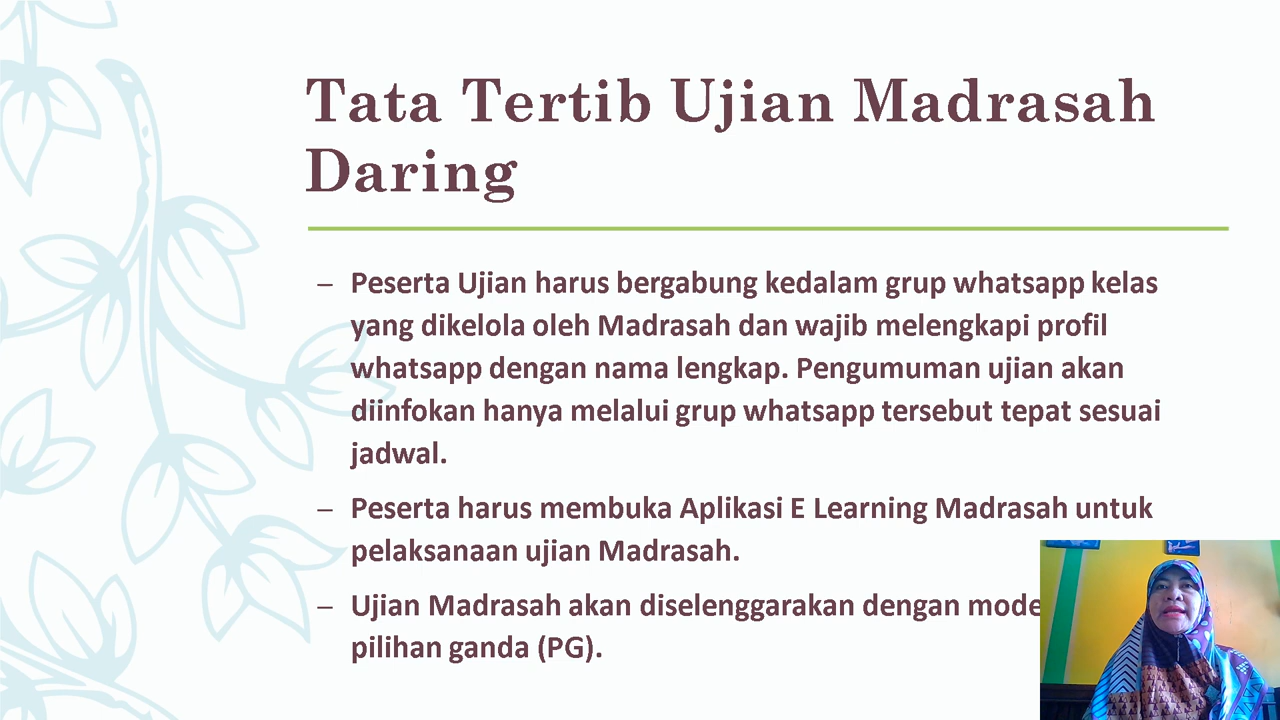 Tata Tertib Ujian Madrasah
Daring
– Peserta Ujian harus bergabung kedalam grup whatsapp kelas
yang dikelola oleh Madrasah dan wajib melengkapi profil
whatsapp dengan nama lengkap. Pengumuman ujian akan
diinfokan hanya melalui grup whatsapp tersebut tepat sesuai
jadwal.
– Peserta harus membuka Aplikasi E Learning Madrasah untuk
pelaksanaan ujian Madrasah.
– Ujian Madrasah akan diselenggarakan dengan mode
pilihan ganda (PG).